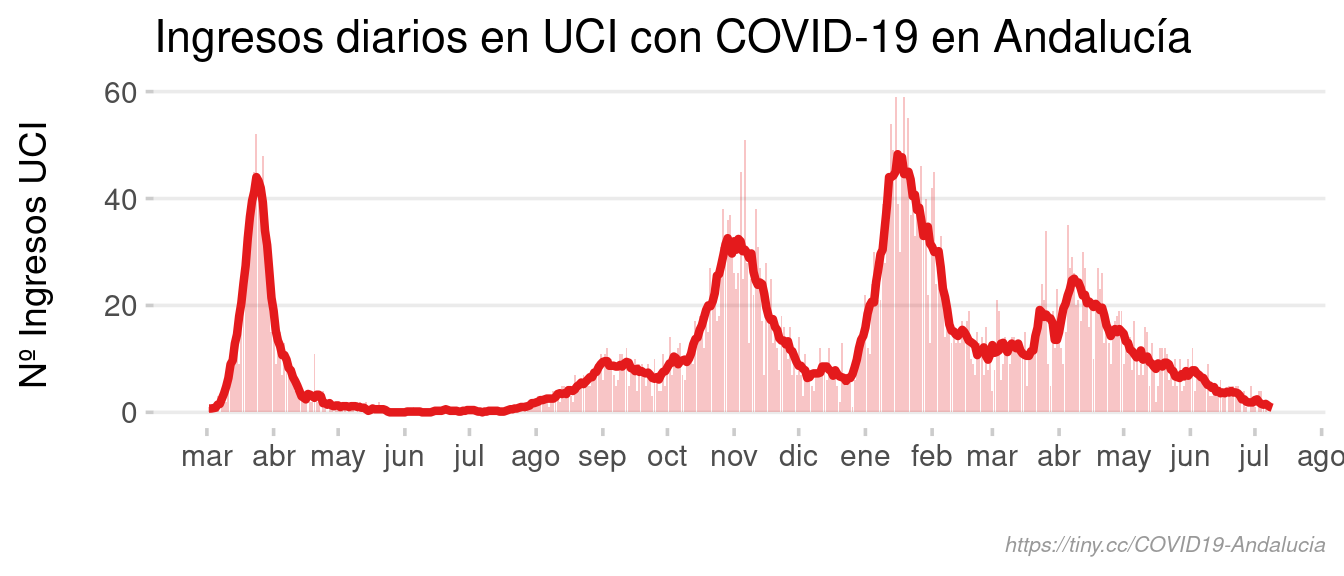 Ingresos diarios en UCI con COVID-19 en Andalucía
Nº Ingresos UCI
60
40
20
0
mar abr may jun jul ago sep oct nov dic ene feb mar abr may jun jul ago
https://tiny.cc/COVID19-Andalucia